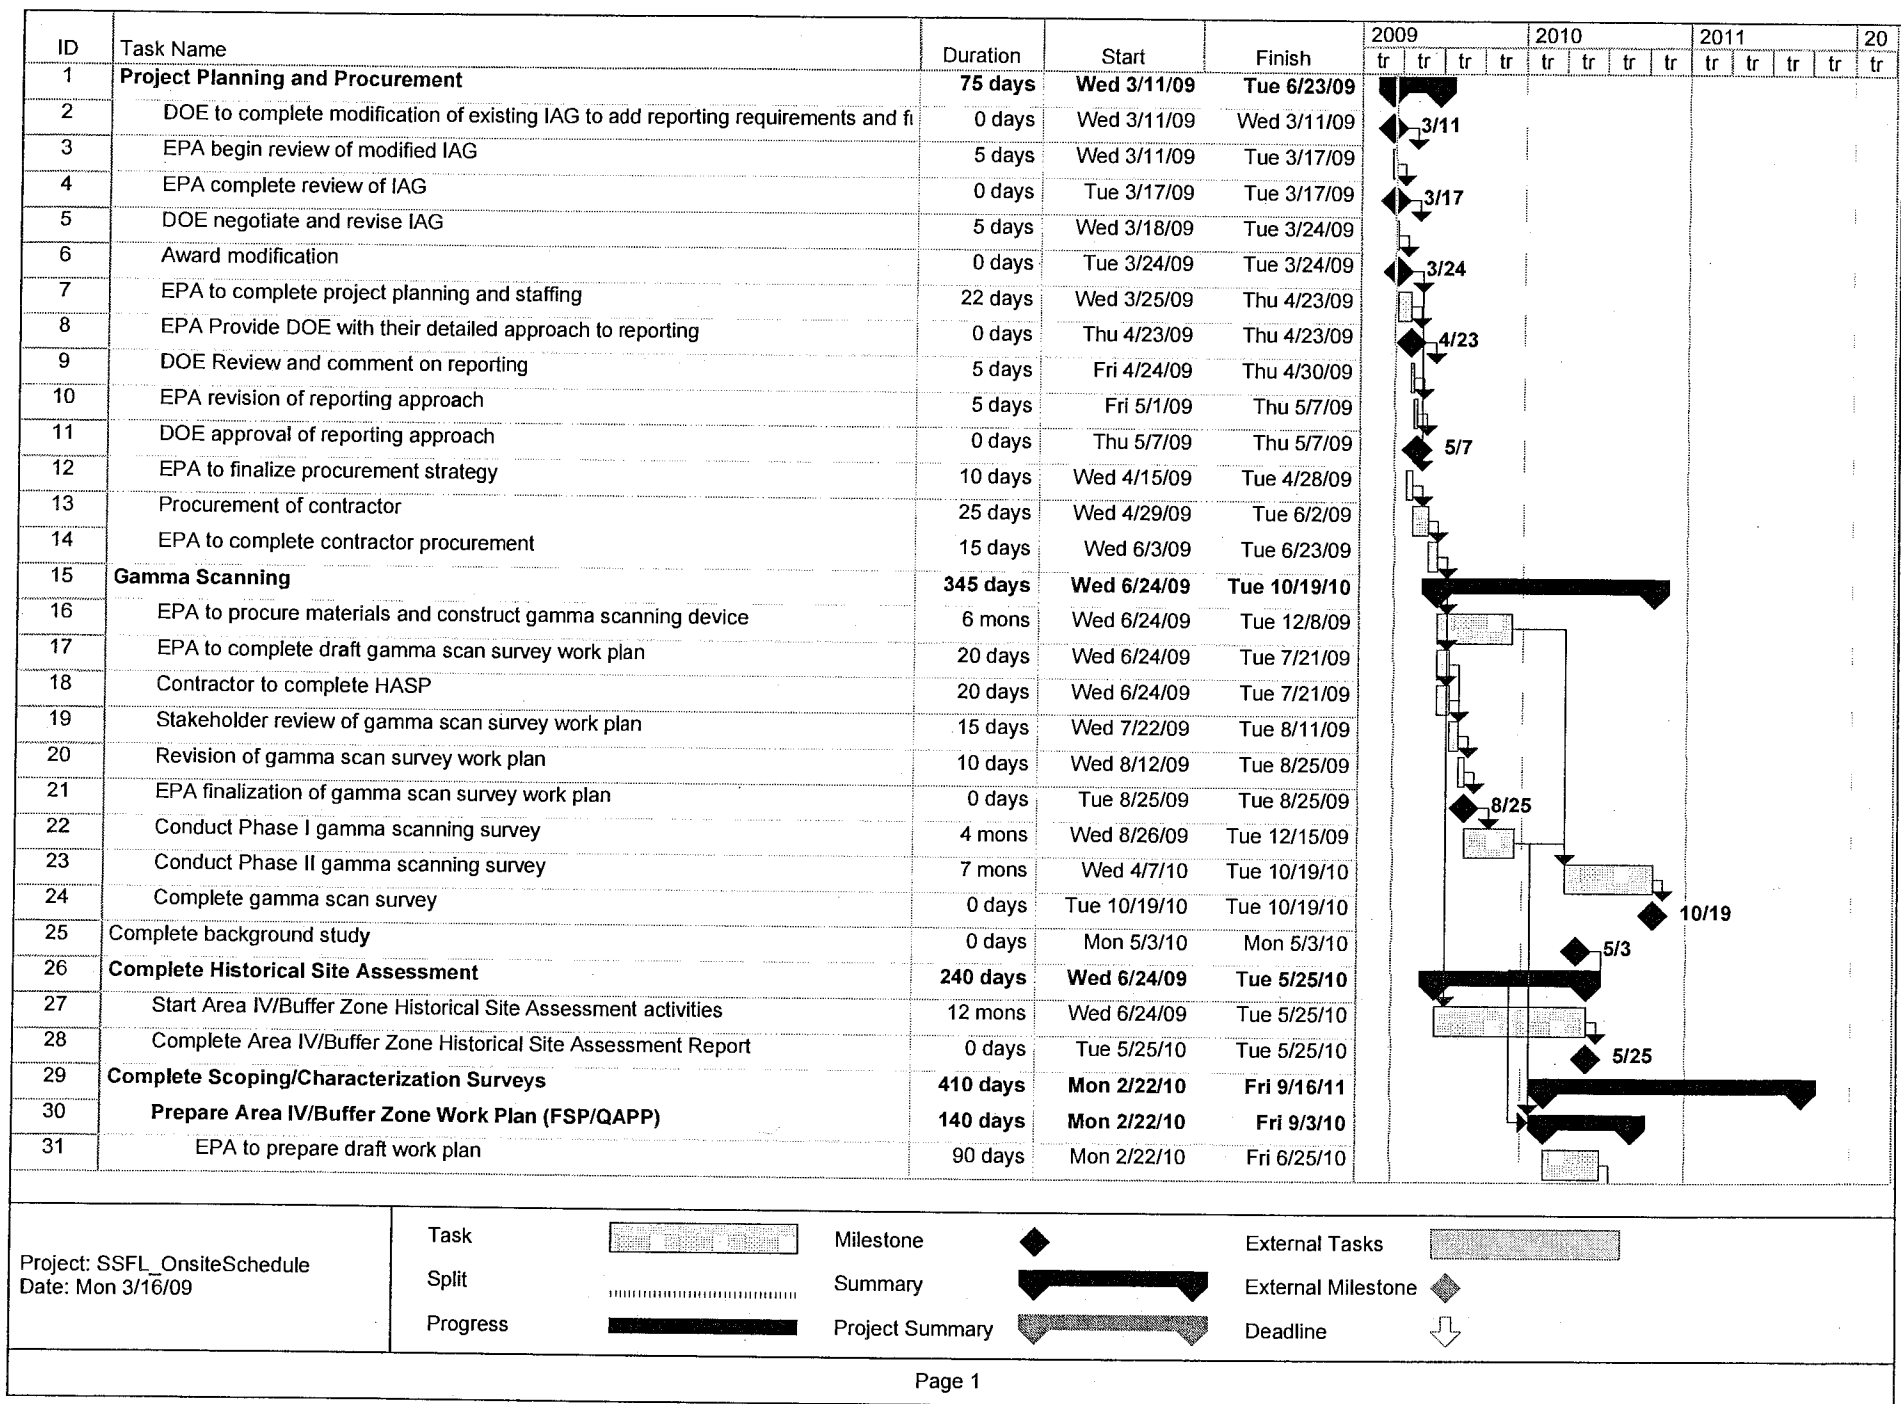 2009 2010 2011 20
ID Task Name Duration Start Finish tr tr tr tr tr tr tr tr tr tr tr tr tr
1 Project Planning and Procurement 75 days Wed 3/11/09 Tue 6/23/09
2 DOE to complete modification of existing IAG to add reporting requirements and 0 days Wed 3/11/09 Wed 3/11/09 3/11
3 EPA begin review of modified IAG 5 days Wed 3/11/09 Tue 3/17/09
4 EPA complete review of IAG 0 days Tue 3/17/09 Tue 3/17/09 3/17
5 DOE negotiate and revise IAG 5 days Wed 3/18/09 Tue 3/24/09
6 Award modification 0 days Tue 3/24/09 Tue 3/24/09 3/24
7 EPA to complete project planning and staffing 22 days Wed 3/25/09 Thu 4/23/09
8 EPA Provide DOE with their detailed approach to reporting 0 days Thu 4/23/09 Thu 4/23/09 4/23
9 DOE Review and comment on reporting 5 days Fri 4/24/09 Thu 4/30/09
10 EPA revision of reporting approach 5 days Fri 5/1/09 Thu 5/7/09
11 DOE approval of reporting approach 0 days Thu 5/7/09 Thu 5/7/09 5/7
12 EPA to finalize procurement strategy 10 days Wed 4/15/09 Tue 4/28/09
13 Procurement of contractor 25 days Wed 4/29/09 Tue 6/2/09
14 EPA to complete contractor procurement 15 days Wed 6/3/09 Tue 6/23/09
15 Gamma Scanning 345 days Wed 6/24/09 Tue 10/19/10
16 EPA to procure materials and construct gamma scanning device 6 mons Wed 6/24/09 Tue 12/8/09
17 EPA to complete draft gamma scan survey work plan 20 days Wed 6/24/09 Tue 7/21/09
18 Contractor to complete HASP 20 days Wed 6/24/09 Tue 7/21/09
19 Stakeholder review of gamma scan survey work plan 15 days Wed 7/22/09 Tue 8/11/09
20 Revision of gamma scan survey work plan 10 days Wed 8/12/09 Tue 8/25/09
21 EPA finalization of gamma scan survey work plan 0 days Tue 8/25/09 Tue 8/25/09 8/25
22 Conduct Phase I gamma scanning survey 4 mons Wed 8/26/09 Tue 12/15/09
23 Conduct Phase II gamma scanning survey 7 mons Wed 4/7/10 Tue 10/19/10
24 Complete gamma scan survey 0 days Tue 10/19/10 Tue 10/19/10 10/19
25 Complete background study 0 days Mon 5/3/10 Mon 5/3/10 5/3
26 Complete Historical Site Assessment 240 days Wed 6/24/09 Tue 5/25/10
27 Start Area IV/Buffer Zone Historical Site Assessment activities 12 mons Wed 6/24/09 Tue 5/25/10
28 Complete Area IV/Buffer Zone Historical Site Assessment Report 0 days Tue 5/25/10 Tue 5/25/10 5/25
29 Complete Scoping/Characterization Surveys 410 days Mon 2/22/10 Fri 9/16/11
30 Prepare Area IV/Buffer Zone Work Plan (FSP/QAPP) 140 days Mon 2/22/10 Fri 9/3/10
31 EPA to prepare draft work plan 90 days Mon 2/22/10 Fri 6/25/10
Project: SSFL_OnsiteSchedule
Date: Mon 3/16/09
Task Milestone External Tasks
Split Summary External Milestone
Progress Project Summary Deadline
Page 1